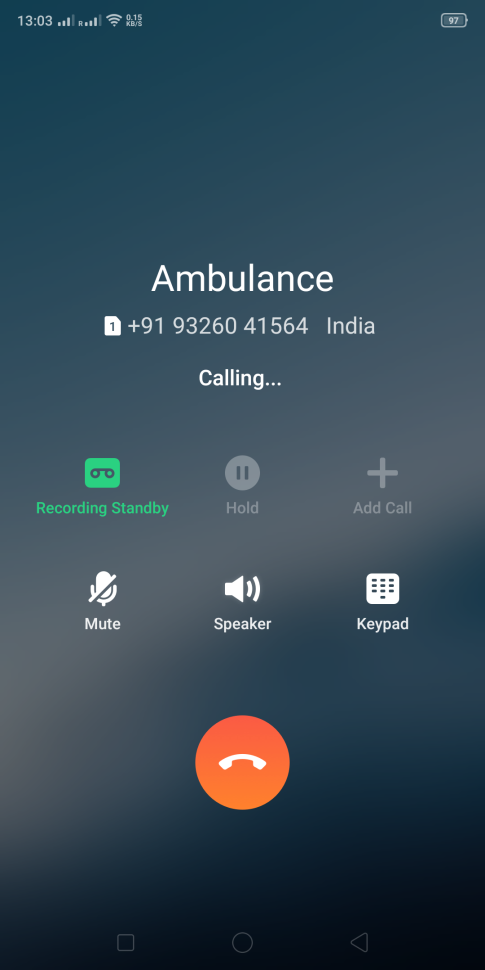 13:03 R 0.15 KB/S 97
Ambulance
1 +91 93260 41564 India
Calling...
Recording Standby Hold Add Call
Mute Speaker Keypad